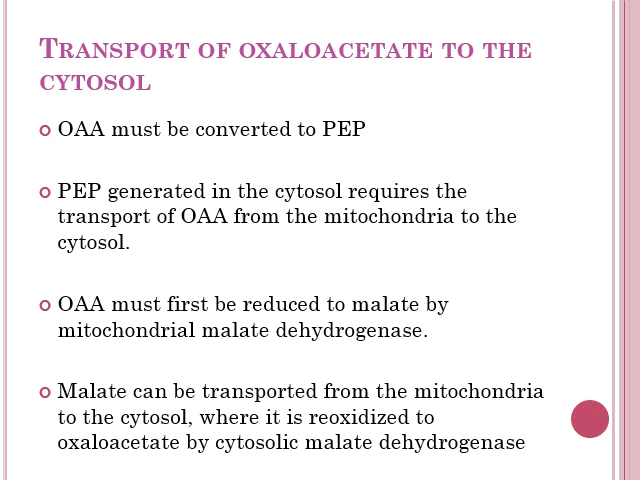 Transport of oxaloacetate to the
cytosol
OAA must be converted to PEP
PEP generated in the cytosol requires the
transport of OAA from the mitochondria to the
cytosol.
OAA must first be reduced to malate by
mitochondrial malate dehydrogenase.
Malate can be transported from the mitochondria
to the cytosol, where it is reoxidized to
oxaloacetate by cytosolic malate dehydrogenase